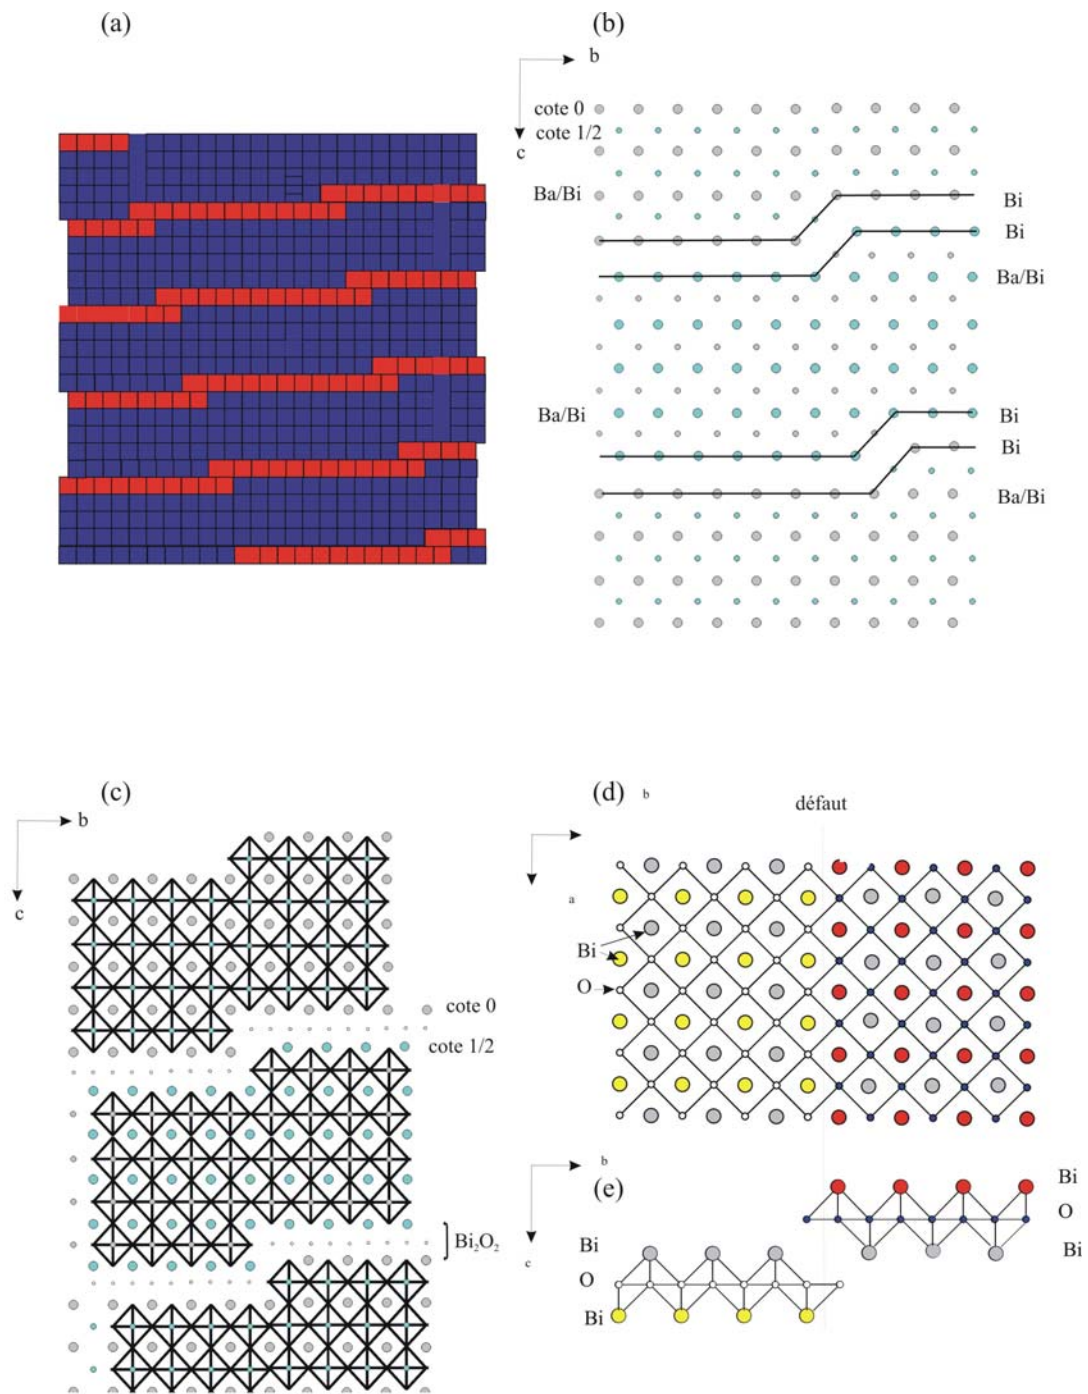 (a)
(b)
b
cote 0
cote 1/2
c
Ba/Bi
Bi
Bi
Ba/Bi
Ba/Bi
Bi
Bi
Ba/Bi
(c)
b
c
cote 0
cote 1/2
Bi₂O₂
(d)
b
défaut
a
Bi
O
b
(e)
c
Bi
O
Bi
Bi
O
Bi